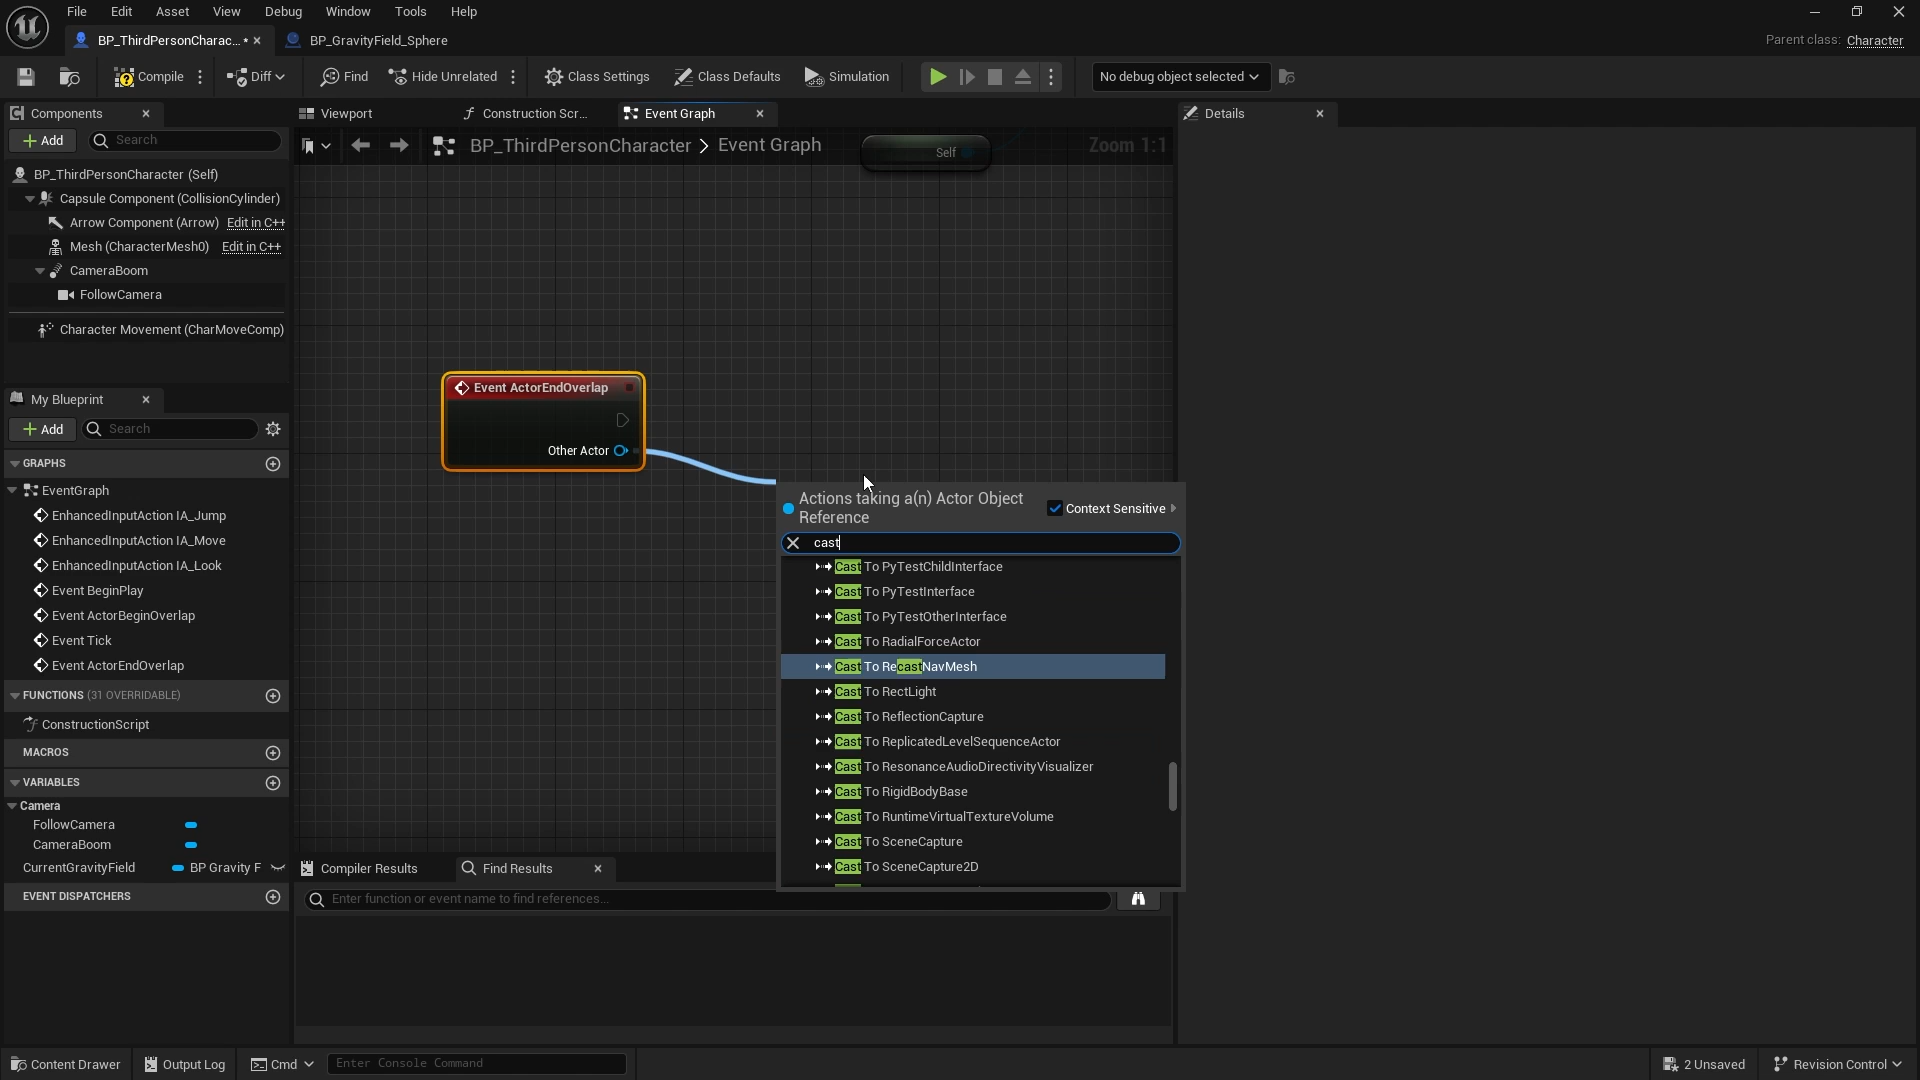 File Edit Asset View Debug Window Tools Help
BP_ThirdPersonCharac... • BP_GravityField_Sphere
Parent class: Character
Compile Diff Find Hide Unrelated Class Settings Class Defaults Simulation No debug object selected
Components
Add Search
BP_ThirdPersonCharacter (Self)
Capsule Component (CollisionCylinder)
Arrow Component (Arrow) Edit in C++
Mesh (CharacterMesh0) Edit in C++
CameraBoom
FollowCamera
Character Movement (CharMoveComp)
My Blueprint
Add Search
GRAPHS
EventGraph
EnhancedInputAction IA_Jump
EnhancedInputAction IA_Move
EnhancedInputAction IA_Look
Event BeginPlay
Event ActorBeginOverlap
Event Tick
Event ActorEndOverlap
FUNCTIONS (31 OVERRIDABLE)
ConstructionScript
MACROS
VARIABLES
Camera
FollowCamera
CameraBoom
CurrentGravityField BP Gravity F
EVENT DISPATCHERS
Viewport Construction Scr... Event Graph
BP_ThirdPersonCharacter > Event Graph
Self
Zoom 1:1
Event ActorEndOverlap
Other Actor
Actions taking a(n) Actor Object
Reference
Context Sensitive
cast
Cast To PyTestChildInterface
Cast To PyTestInterface
Cast To PyTestOtherInterface
Cast To RadialForceActor
Cast To RecastNavMesh
Cast To RectLight
Cast To ReflectionCapture
Cast To ReplicatedLevelSequenceActor
Cast To ResonanceAudioDirectivityVisualizer
Cast To RigidBodyBase
Cast To RuntimeVirtualTextureVolume
Cast To SceneCapture
Cast To SceneCapture2D
Compiler Results Find Results
Enter function or event name to find references...
Details
Content Drawer Output Log Cmd Enter Console Command
2 Unsaved Revision Control